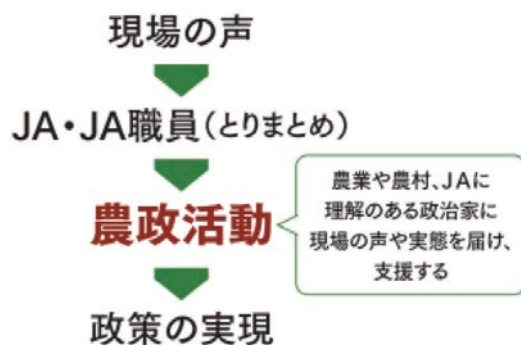 現場の声
JA・JA職員（とりまとめ）
農政活動
農業や農村、JAに
理解のある政治家に
現場の声や実態を届け、
支援する
政策の実現